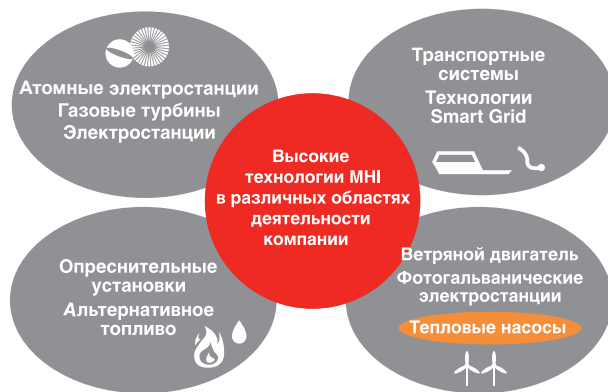 Атомные электростанции
Газовые турбины
Электростанции
Транспортные
системы
Технологии
Smart Grid
Высокие
технологии MHI
в различных областях
деятельности
компании
Опреснительные
установки
Альтернативное
топливо
Ветряной двигатель
Фотогальванические
электростанции
Тепловые насосы